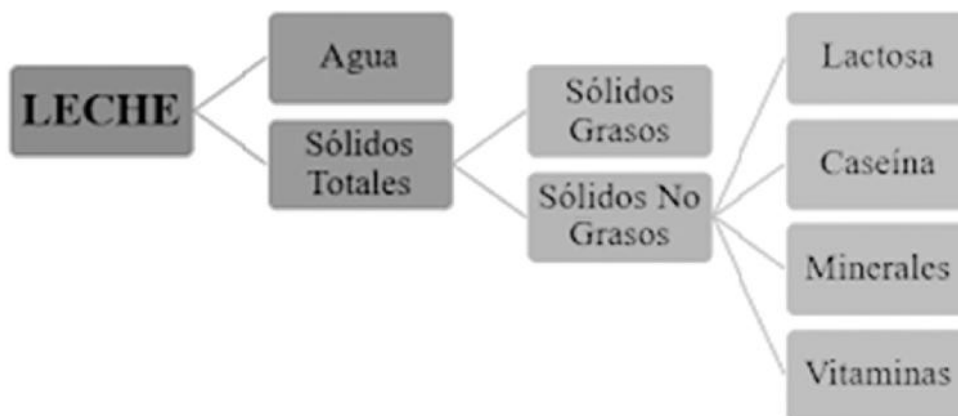 LECHE
Agua
Sólidos
Totales
Sólidos
Grasos
Sólidos No
Grasos
Lactosa
Caseína
Minerales
Vitaminas